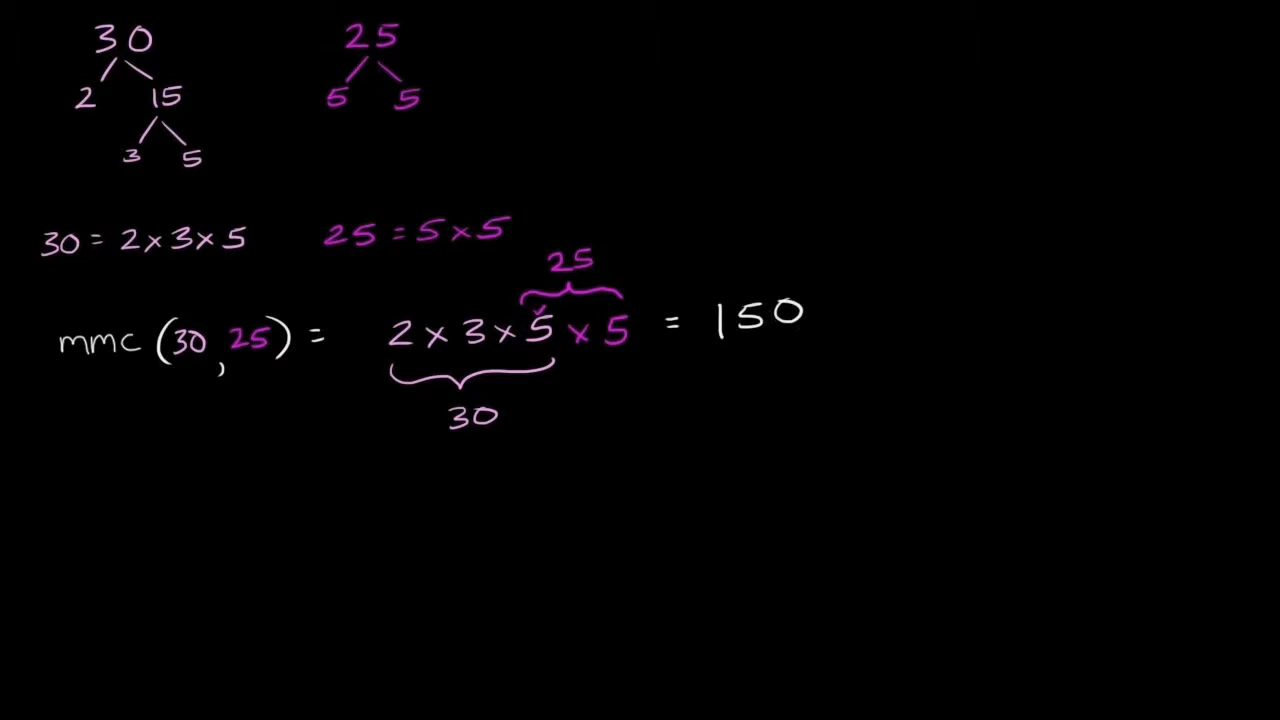 30 25
2 15 5 5
3 5
30 = 2 x 3 x 5 25 = 5 x 5
25
mmc (30, 25) = 2 x 3 x 5 x 5 = 150
30